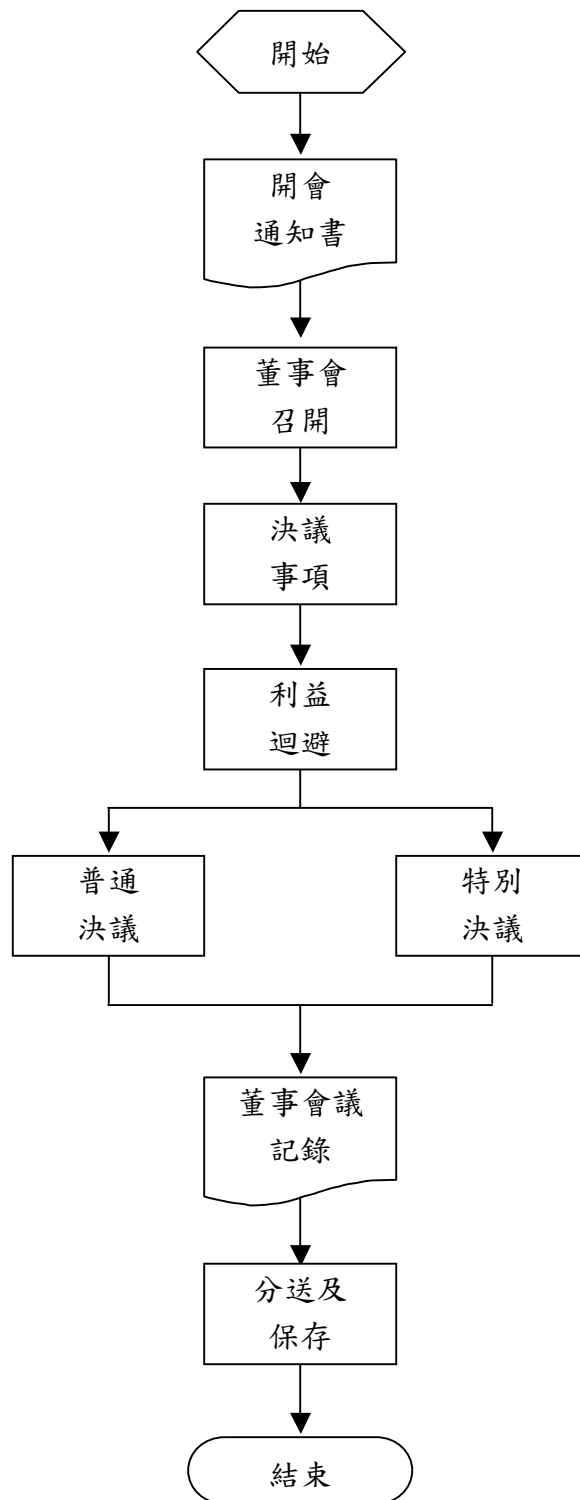 開始
開會
通知書
董事會
召開
決議
事項
利益
迴避
普通
決議
特別
決議
董事會議
記錄
分送及
保存
結束